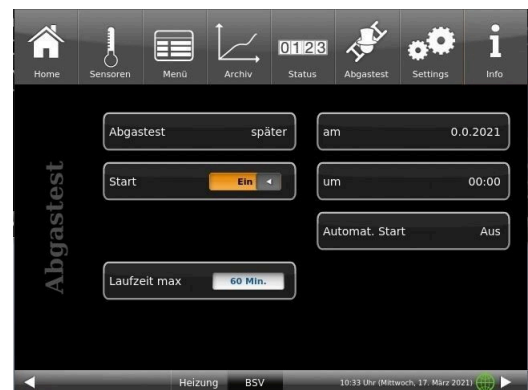 Home Sensoren Menü Archiv 0123 Status Abgastest Settings i Info
Abgastest
Abgastest später
am 0.0.2021
Start Ein
um 00:00
Automat. Start Aus
Laufzeit max 60 Min.
Heizung BSV 10:33 Uhr (Mittwoch, 17. März 2021)